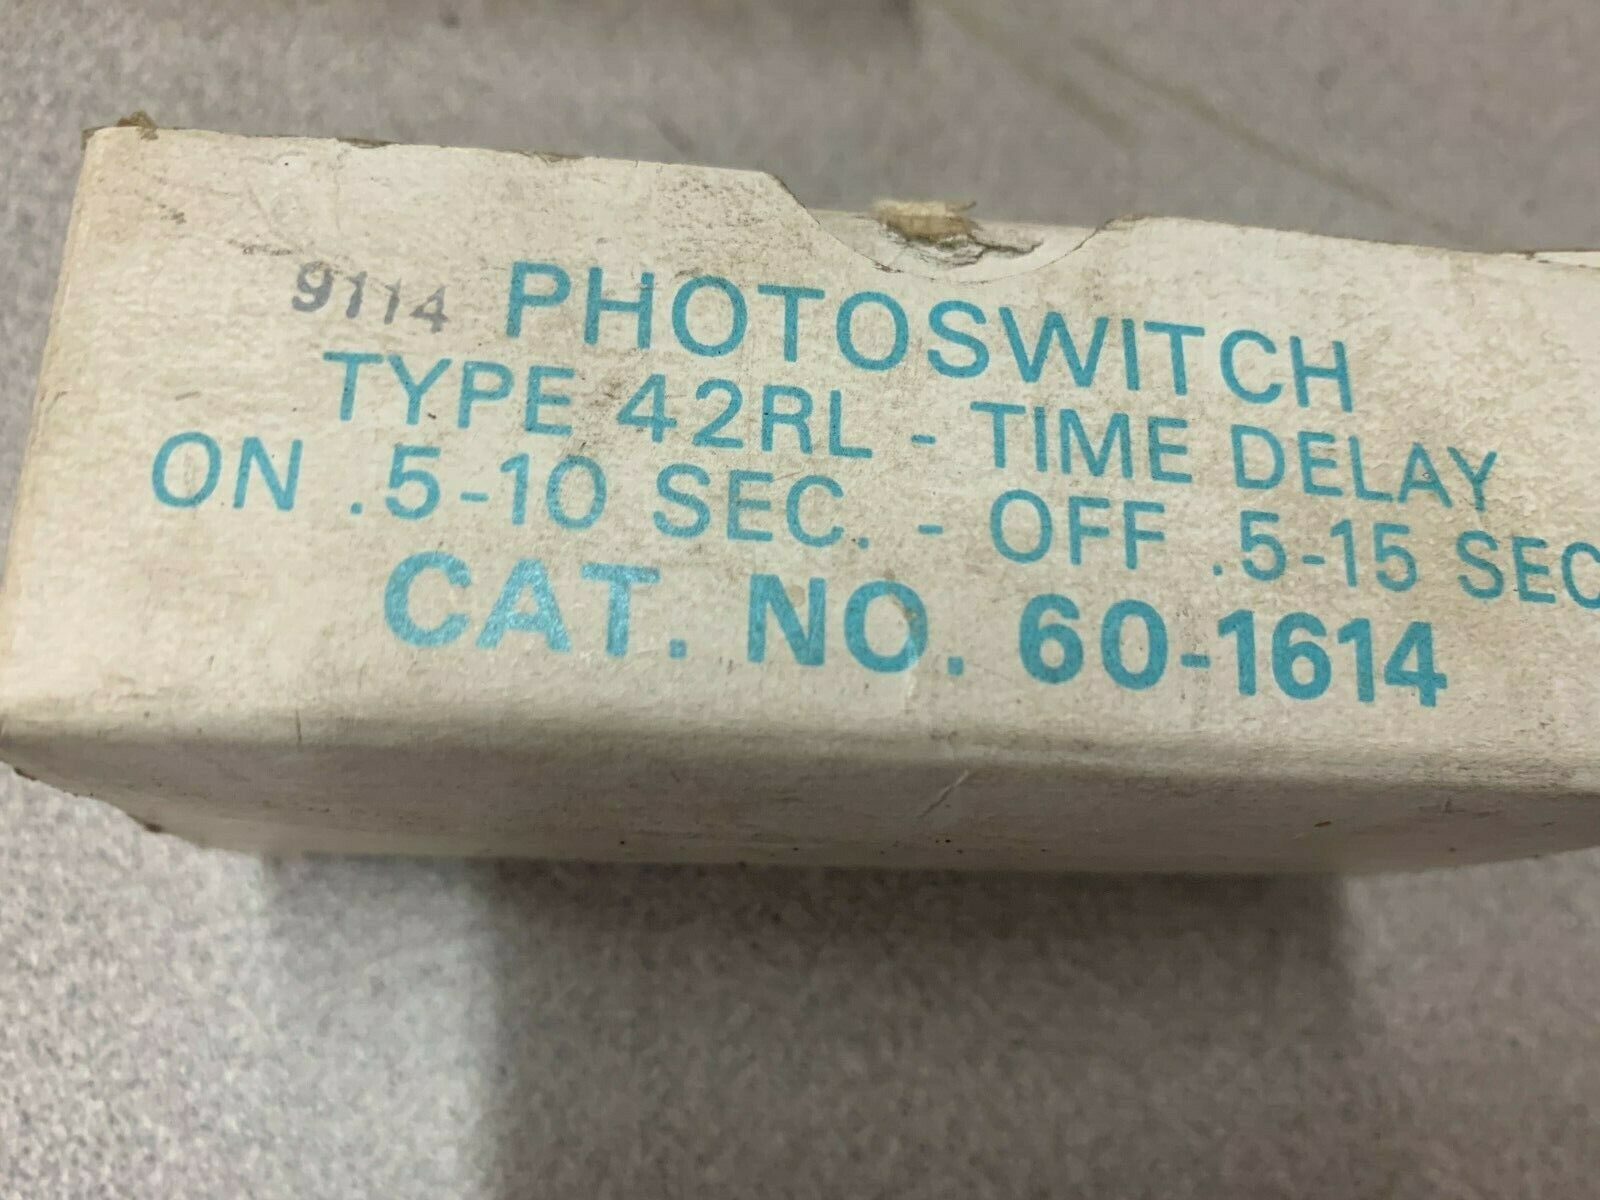 9114 PHOTOSWITCH
TYPE 42RL - TIME DELAY
ON .5-10 SEC. - OFF .5-15 SEC
CAT. NO. 60-1614